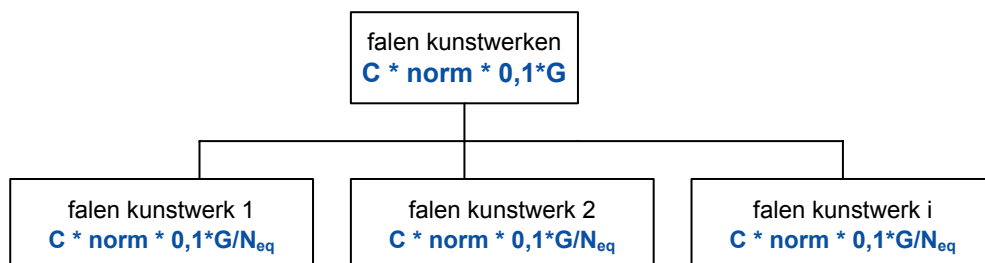 falen kunstwerken
C * norm * 0,1*G
falen kunstwerk 1
C * norm * 0,1*G/Neq
falen kunstwerk 2
C * norm * 0,1*G/Neq
falen kunstwerk i
C * norm * 0,1*G/Neq